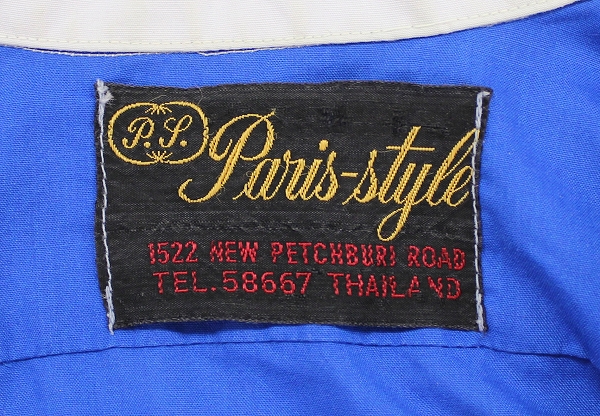 P.S. Paris-style
1522 NEW PETCHBURI ROAD
TEL. 58667 THAILAND